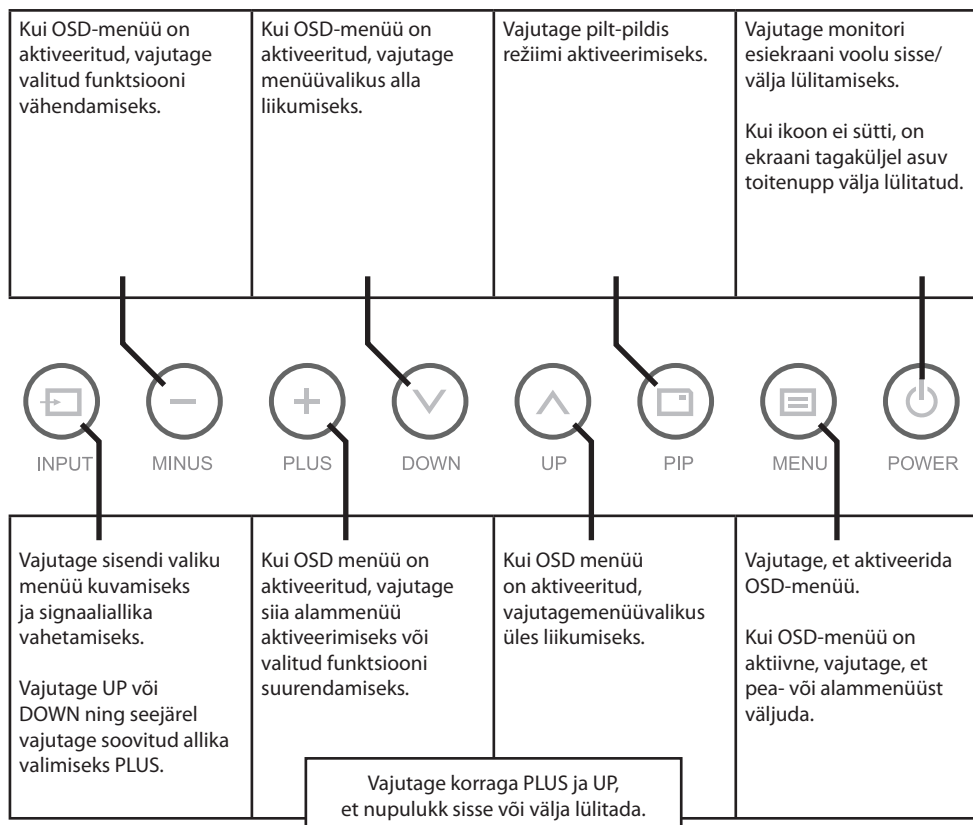 Kui OSD-menüü on
aktiveeritud, vajutage
valitud funktsiooni
vähendamiseks.
Kui OSD-menüü on
aktiveeritud, vajutage
menüüvalikus alla
liikumiseks.
Vajutage pilt-pildis
režiimi aktiveerimiseks.
Vajutage monitori
esiekraani voolu sisse/
välja lülitamiseks.
Kui ikoon ei sütti, on
ekraani tagaküljel asuv
toitenupp välja lülitatud.
INPUT
MINUS
PLUS
DOWN
UP
PIP
MENU
POWER
Vajutage sisendi valiku
menüü kuvamiseks
ja signaaliallika
vahetamiseks.
Vajutage UP või
DOWN ning seejärel
vajutage soovitud allika
valimiseks PLUS.
Kui OSD menüü on
aktiveeritud, vajutage
siia alammenüü
aktiveerimiseks või
valitud funktsiooni
suurendamiseks.
Kui OSD menüü
on aktiveeritud,
vajutagemenüüvalikus
üles liikumiseks.
Vajutage, et aktiveerida
OSD-menüü.
Kui OSD-menüü on
aktiivne, vajutage, et
pea- või alammenüüst
väljuda.
Vajutage korraga PLUS ja UP,
et nupulukk sisse või välja lülitada.